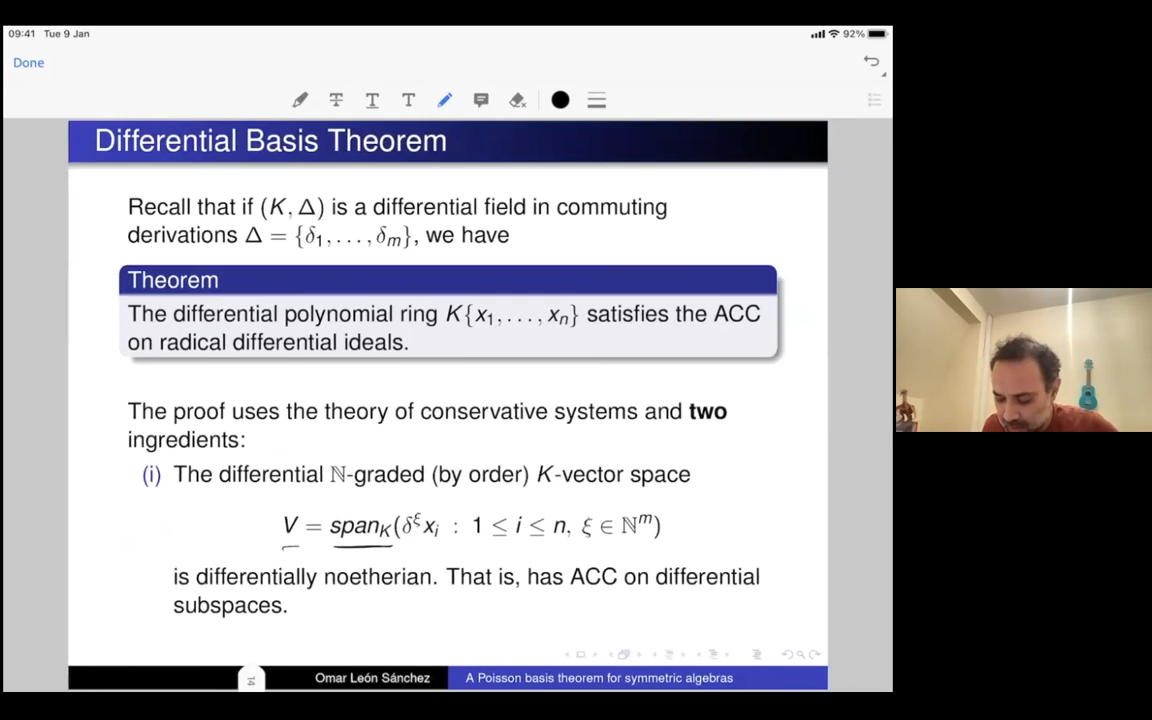 09:41 Tue 9 Jan
92%
Done
Differential Basis Theorem
Recall that if (K, Δ) is a differential field in commuting
derivations Δ = {δ₁, . . . , δₘ}, we have
Theorem
The differential polynomial ring K{x₁, . . . , xₙ} satisfies the ACC
on radical differential ideals.
The proof uses the theory of conservative systems and two
ingredients:
(i) The differential ℕ-graded (by order) K-vector space
V = span_K(δ^ξ x_i : 1 ≤ i ≤ n, ξ ∈ ℕ^m)
is differentially noetherian. That is, has ACC on differential
subspaces.
14
Omar León Sánchez
A Poisson basis theorem for symmetric algebras